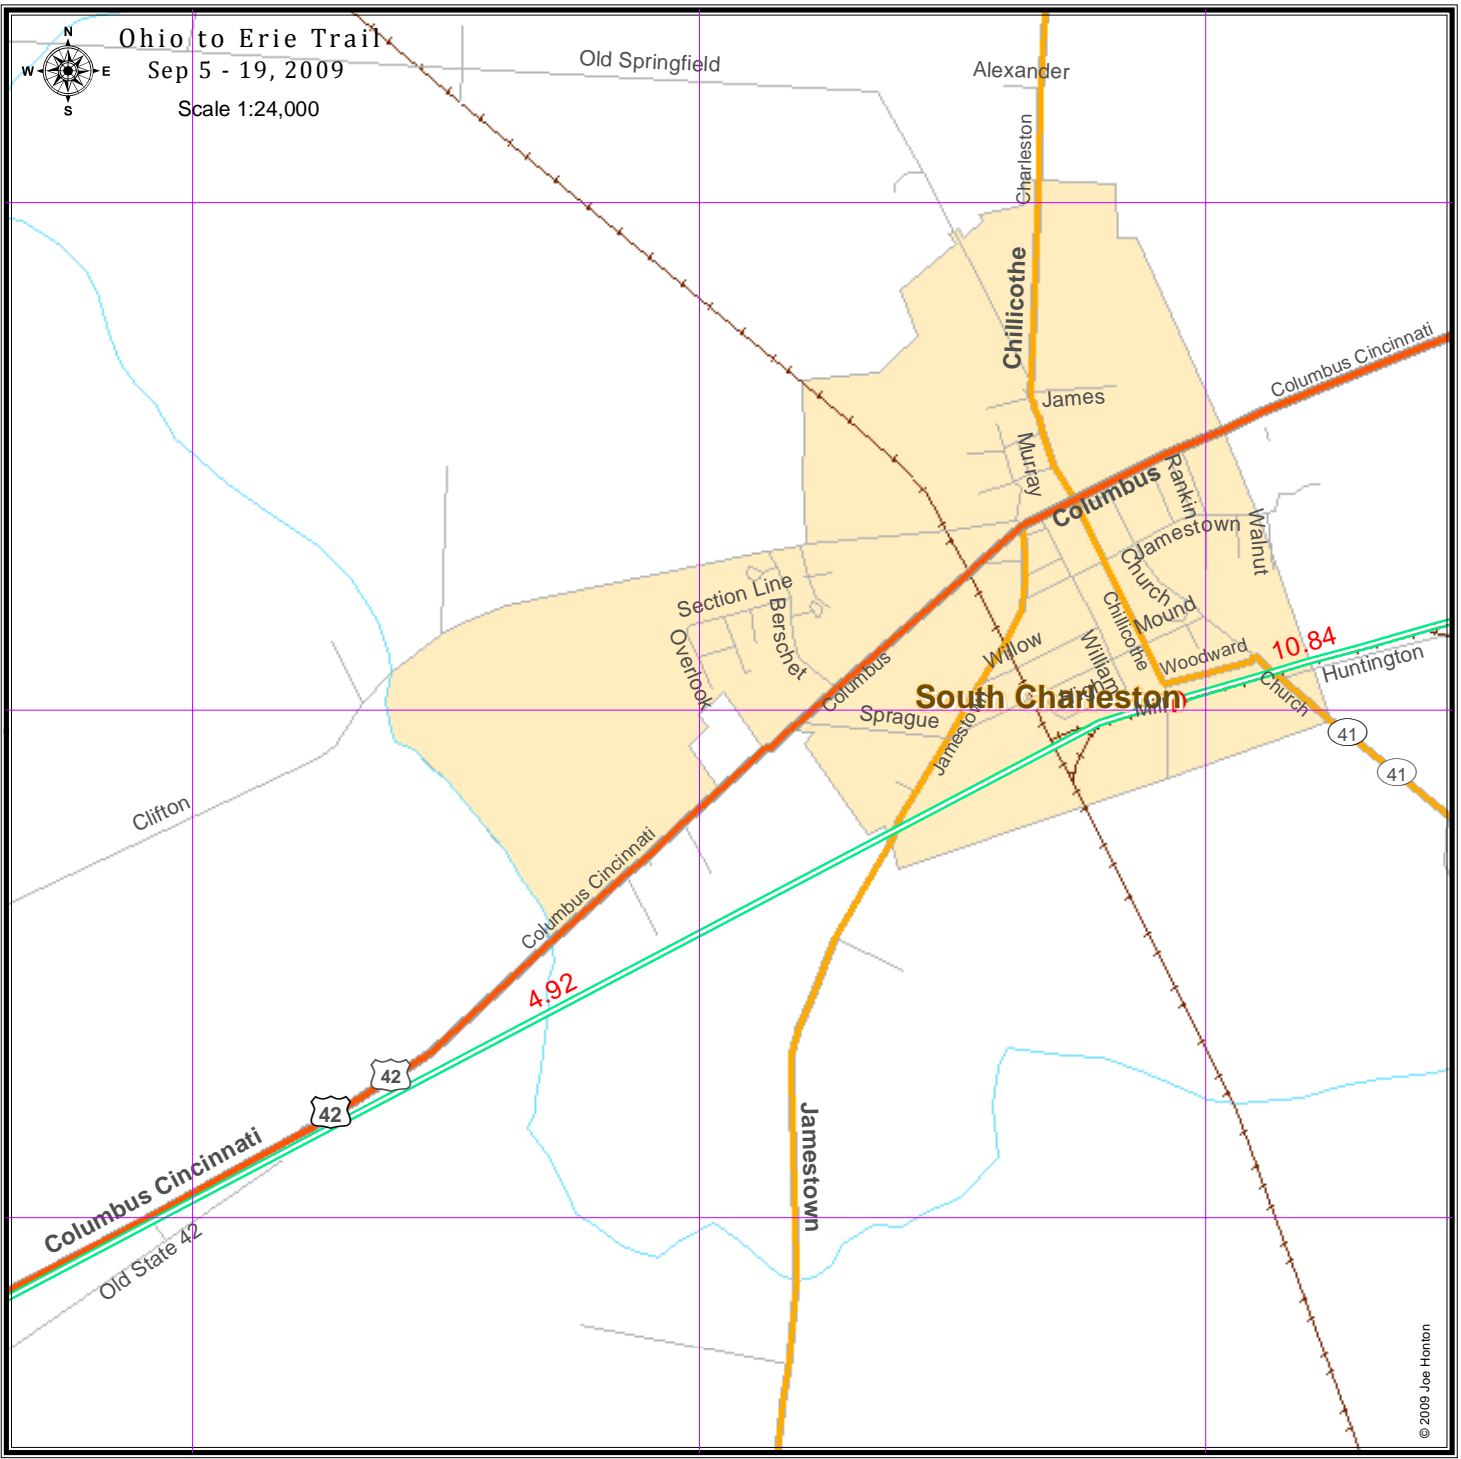 Ohio to Erie Trail
Sep 5 - 19, 2009
Scale 1:24,000
N
W
E
S
Old Springfield
Alexander
Charleston
Chillicothe
Columbus Cincinnati
James
Murray
Columbus
Rankin
Jamestown
Walnut
Church
Section Line
Berschet
Overlook
Chillicothe
Mound
Willow
William
Woodward
10.84
Huntington
Columbus
South Charleston
High
Mill
Church
Sprague
Jamestown
41
41
Clifton
Columbus Cincinnati
4.92
42
42
Columbus Cincinnati
Old State 42
Jamestown
© 2009 Joe Honton